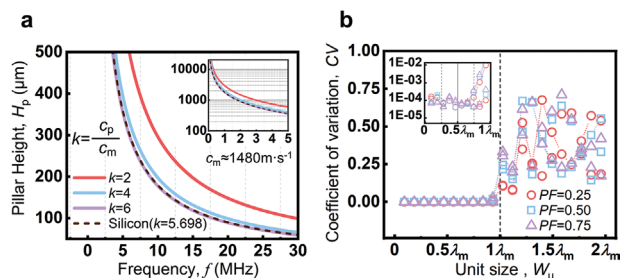 a
Pillar Height, Hp (μm)
500
400
300
200
100
k= cp / cm
k=2
k=4
k=6
Silicon(k=5.698)
0 5 10 15 20 25 30
Frequency, f (MHz)
10000
1000
100
0 1 2 3 4 5
cm≈1480m·s-1
b
Coefficient of variation, CV
1.00
0.75
0.50
0.25
0.00
1E-02
1E-03
1E-04
1E-05
0 0.5λm 1λm
PF=0.25
PF=0.50
PF=0.75
0 0.5λm 1λm 1.5λm 2λm
Unit size , Wu